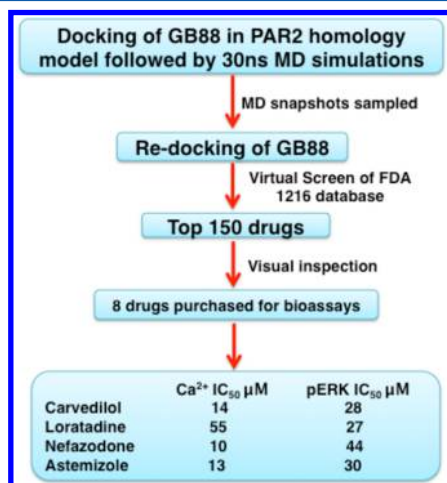 Docking of GB88 in PAR2 homology
model followed by 30ns MD simulations
MD snapshots sampled
Re-docking of GB88
Virtual Screen of FDA
1216 database
Top 150 drugs
Visual inspection
8 drugs purchased for bioassays
Ca²⁺ IC₅₀ µM pERK IC₅₀ µM
Carvedilol 14 28
Loratadine 55 27
Nefazodone 10 44
Astemizole 13 30